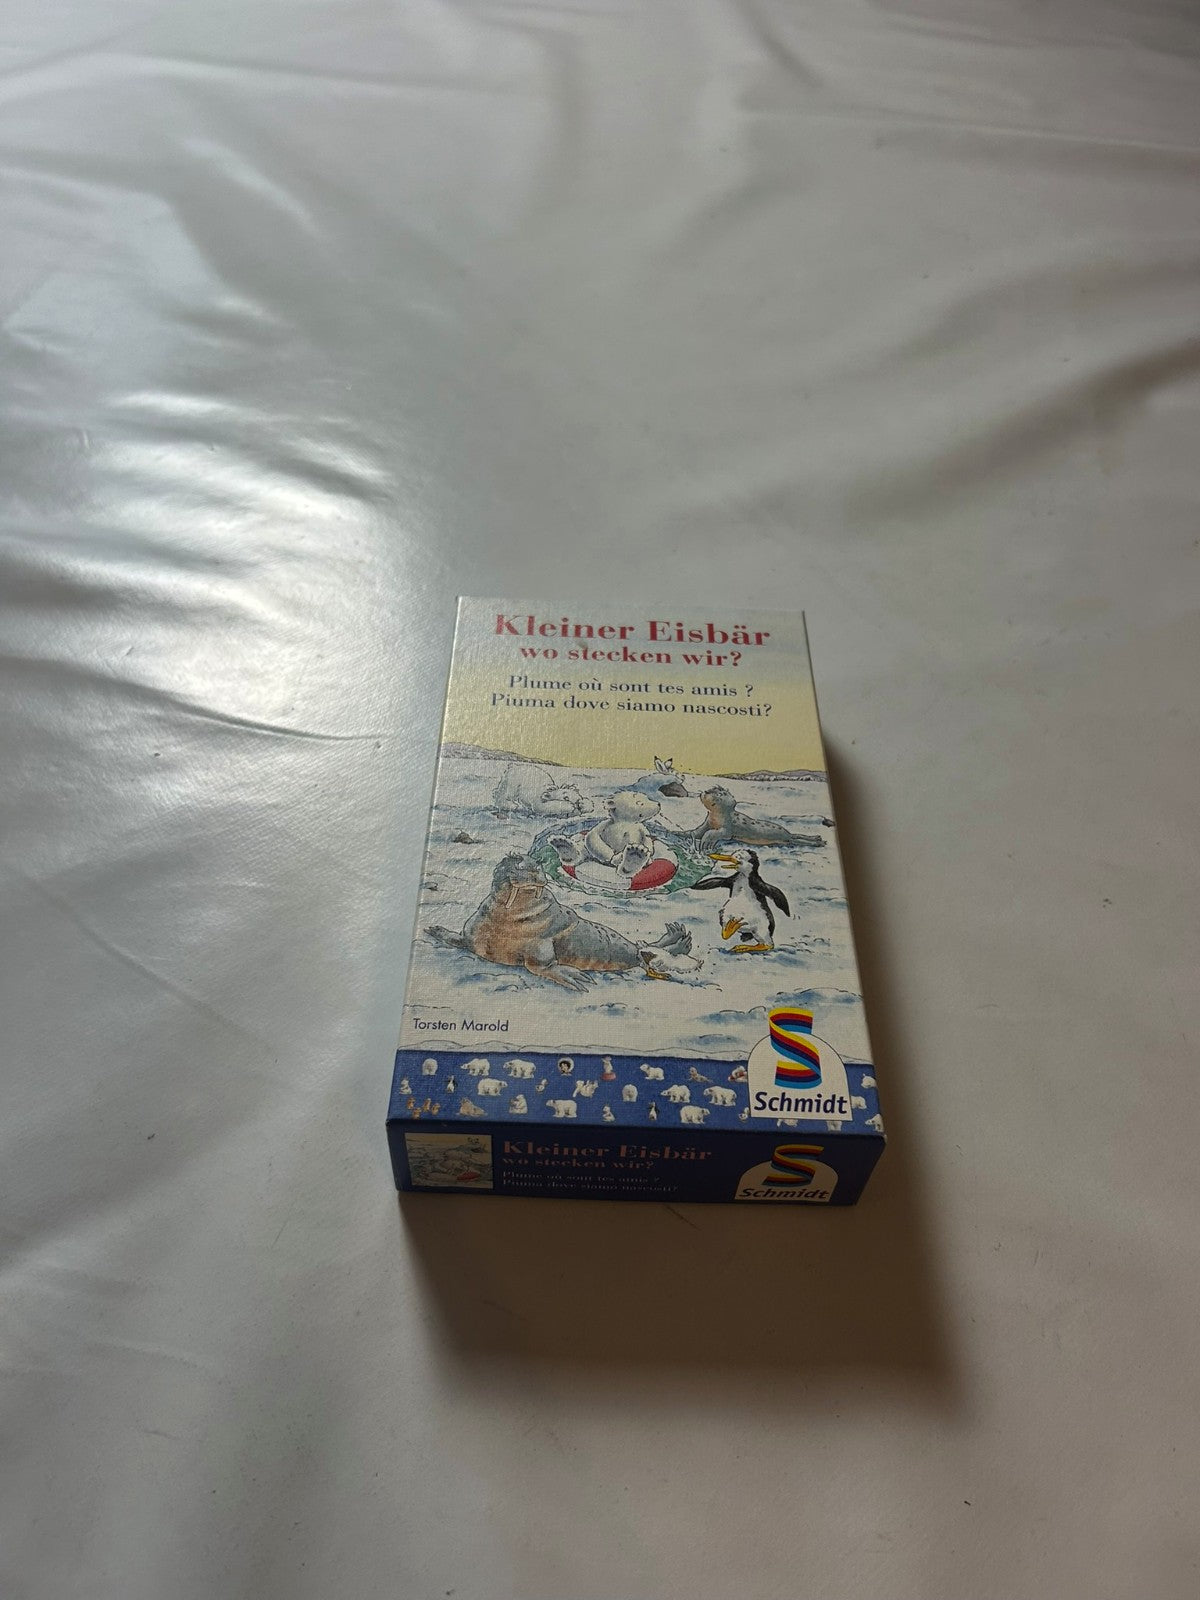 Kleiner Eisbär
wo stecken wir?
Plume où sont tes amis ?
Piuma dove siamo nascosti?
Torsten Marold
Schmidt
Kleiner Eisbär
wo stecken wir?
Plume où sont tes amis ?
Piuma dove siamo nascosti?
Schmidt